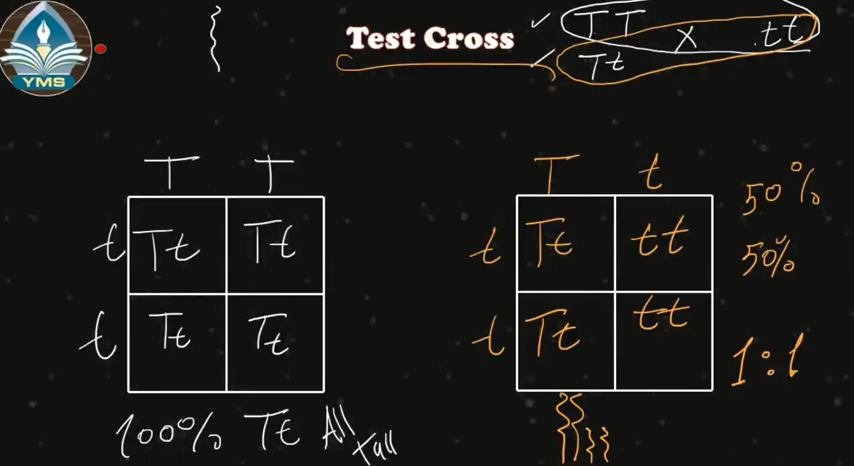 Test Cross
TT
X
tt
Tt
YMS
T T
t Tt Tt
t Tt Tt
100% Tt All Tall
T t
t Tt tt
t Tt tt
50%
50%
1:1